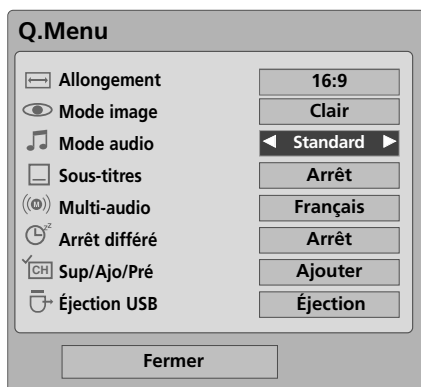 Q.Menu
Allongement 16:9
Mode image Clair
Mode audio ◀ Standard ▶
Sous-titres Arrêt
Multi-audio Français
Arrêt différé Arrêt
CH Sup/Ajo/Pré Ajouter
Éjection USB Éjection
Fermer